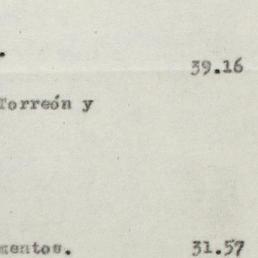 . 39.16
Torreón y
mentos. 31.57